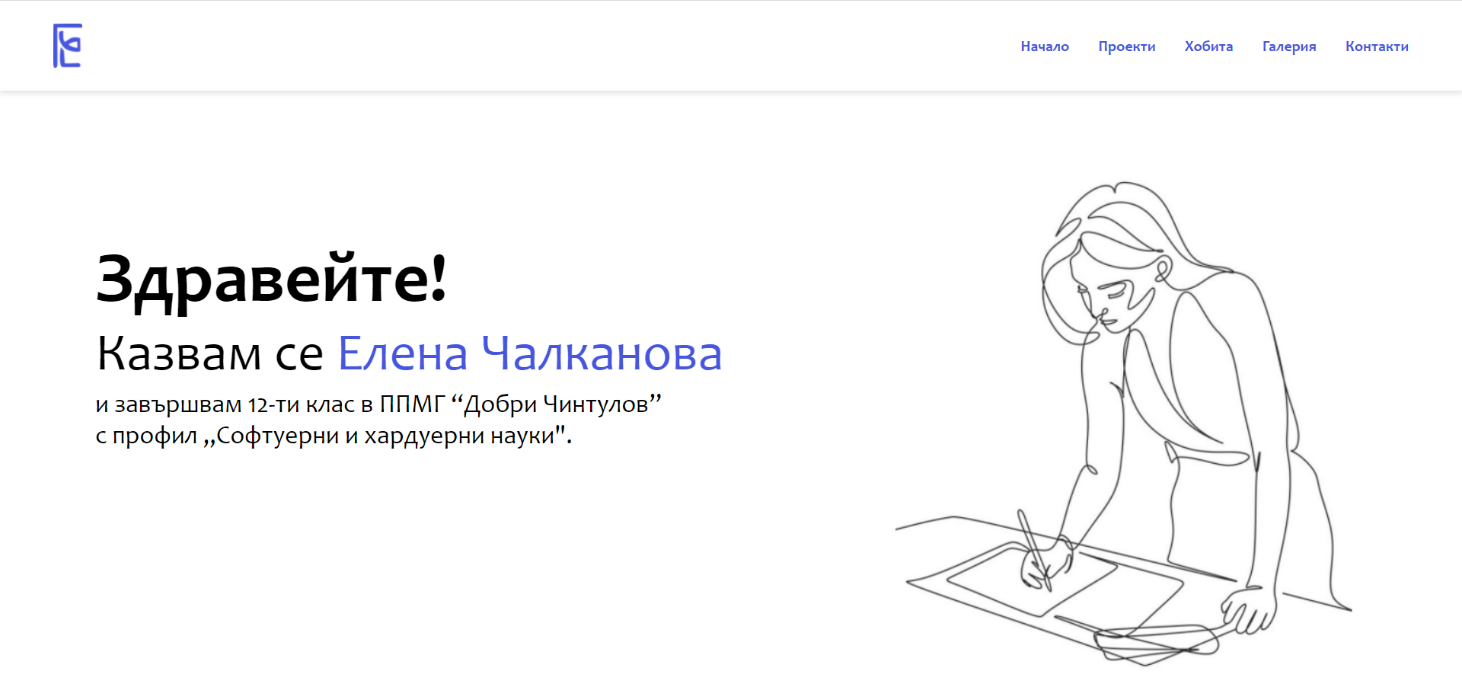 Начало Проекти Хобита Галерия Контакти
Здравейте!
Казвам се Елена Чалканова
и завършвам 12-ти клас в ППМГ “Добри Чинтулов”
с профил ,,Софтуерни и хардуерни науки".